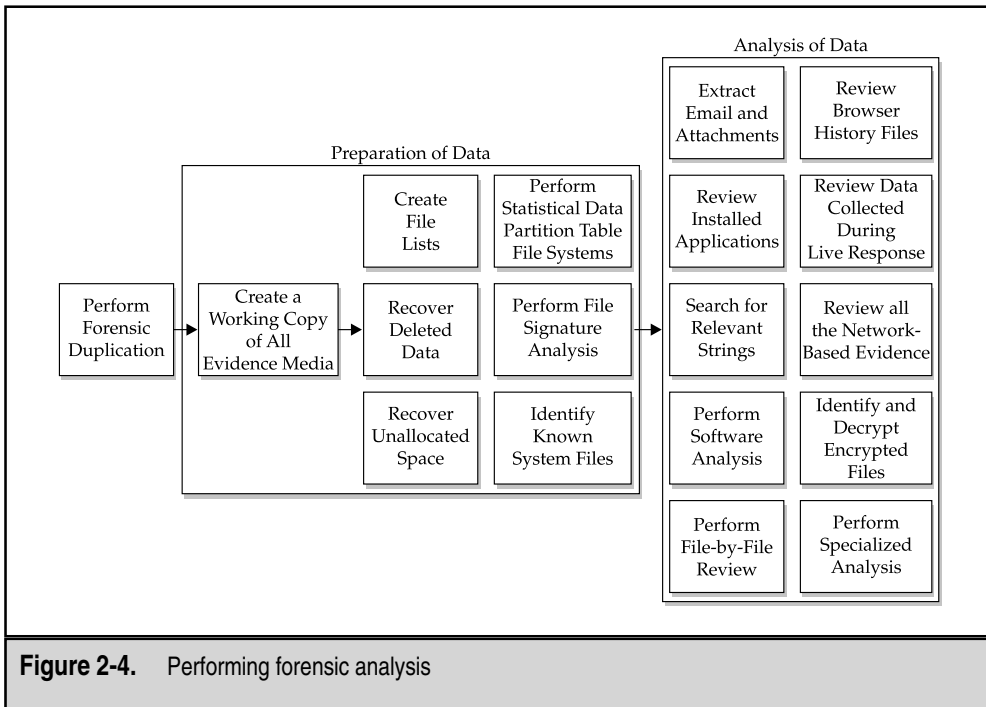 Analysis of Data
Extract
Email and
Attachments
Review
Browser
History Files
Preparation of Data
Create
File
Lists
Perform
Statistical Data
Partition Table
File Systems
Review
Installed
Applications
Review Data
Collected
During
Live Response
Perform
Forensic
Duplication
Create a
Working Copy
of All
Evidence Media
Recover
Deleted
Data
Perform File
Signature
Analysis
Search for
Relevant
Strings
Review all
the Network-
Based Evidence
Recover
Unallocated
Space
Identify
Known
System Files
Perform
Software
Analysis
Identify and
Decrypt
Encrypted
Files
Perform
File-by-File
Review
Perform
Specialized
Analysis
Figure 2-4. Performing forensic analysis